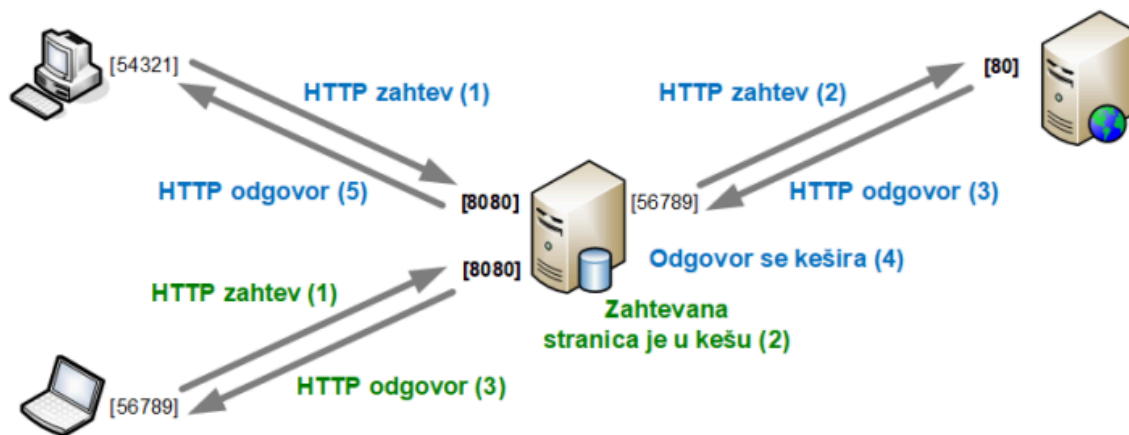 [54321]
[80]
HTTP zahtev (1)
HTTP zahtev (2)
HTTP odgovor (5)
[8080]
[56789]
HTTP odgovor (3)
[8080]
Odgovor se kešira (4)
HTTP zahtev (1)
Zahtevana
stranica je u kešu (2)
HTTP odgovor (3)
[56789]